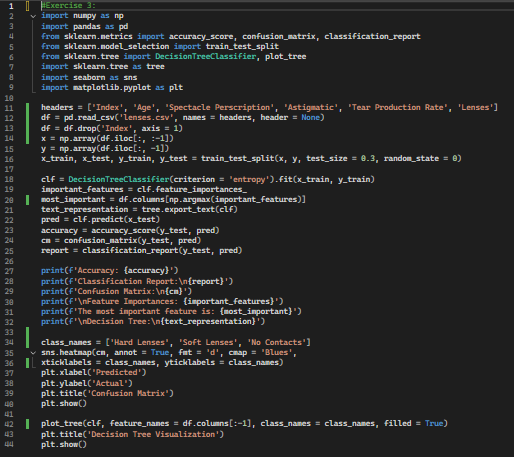 1 #Exercise 3:
2 import numpy as np
3 import pandas as pd
4 from sklearn.metrics import accuracy_score, confusion_matrix, classification_report
5 from sklearn.model_selection import train_test_split
6 from sklearn.tree import DecisionTreeClassifier, plot_tree
7 import sklearn.tree as tree
8 import seaborn as sns
9 import matplotlib.pyplot as plt
10
11 headers = ['Index', 'Age', 'Spectacle Perscription', 'Astigmatic', 'Tear Production Rate', 'Lenses']
12 df = pd.read_csv('lenses.csv', names = headers, header = None)
13 df = df.drop('Index', axis = 1)
14 x = np.array(df.iloc[:, :-1])
15 y = np.array(df.iloc[:, -1])
16 x_train, x_test, y_train, y_test = train_test_split(x, y, test_size = 0.3, random_state = 0)
17
18 clf = DecisionTreeClassifier(criterion = 'entropy').fit(x_train, y_train)
19 important_features = clf.feature_importances_
20 most_important = df.columns[np.argmax(important_features)]
21 text_representation = tree.export_text(clf)
22 pred = clf.predict(x_test)
23 accuracy = accuracy_score(y_test, pred)
24 cm = confusion_matrix(y_test, pred)
25 report = classification_report(y_test, pred)
26
27 print(f'Accuracy: {accuracy}')
28 print(f'Classification Report:\n{report}')
29 print(f'Confusion Matrix:\n{cm}')
30 print(f'\nFeature Importances: {important_features}')
31 print(f'The most important feature is: {most_important}')
32 print(f'\nDecision Tree:\n{text_representation}')
33
34 class_names = ['Hard Lenses', 'Soft Lenses', 'No Contacts']
35 sns.heatmap(cm, annot = True, fmt = 'd', cmap = 'Blues',
36 xticklabels = class_names, yticklabels = class_names)
37 plt.xlabel('Predicted')
38 plt.ylabel('Actual')
39 plt.title('Confusion Matrix')
40 plt.show()
41
42 plot_tree(clf, feature_names = df.columns[:-1], class_names = class_names, filled = True)
43 plt.title('Decision Tree Visualization')
44 plt.show()